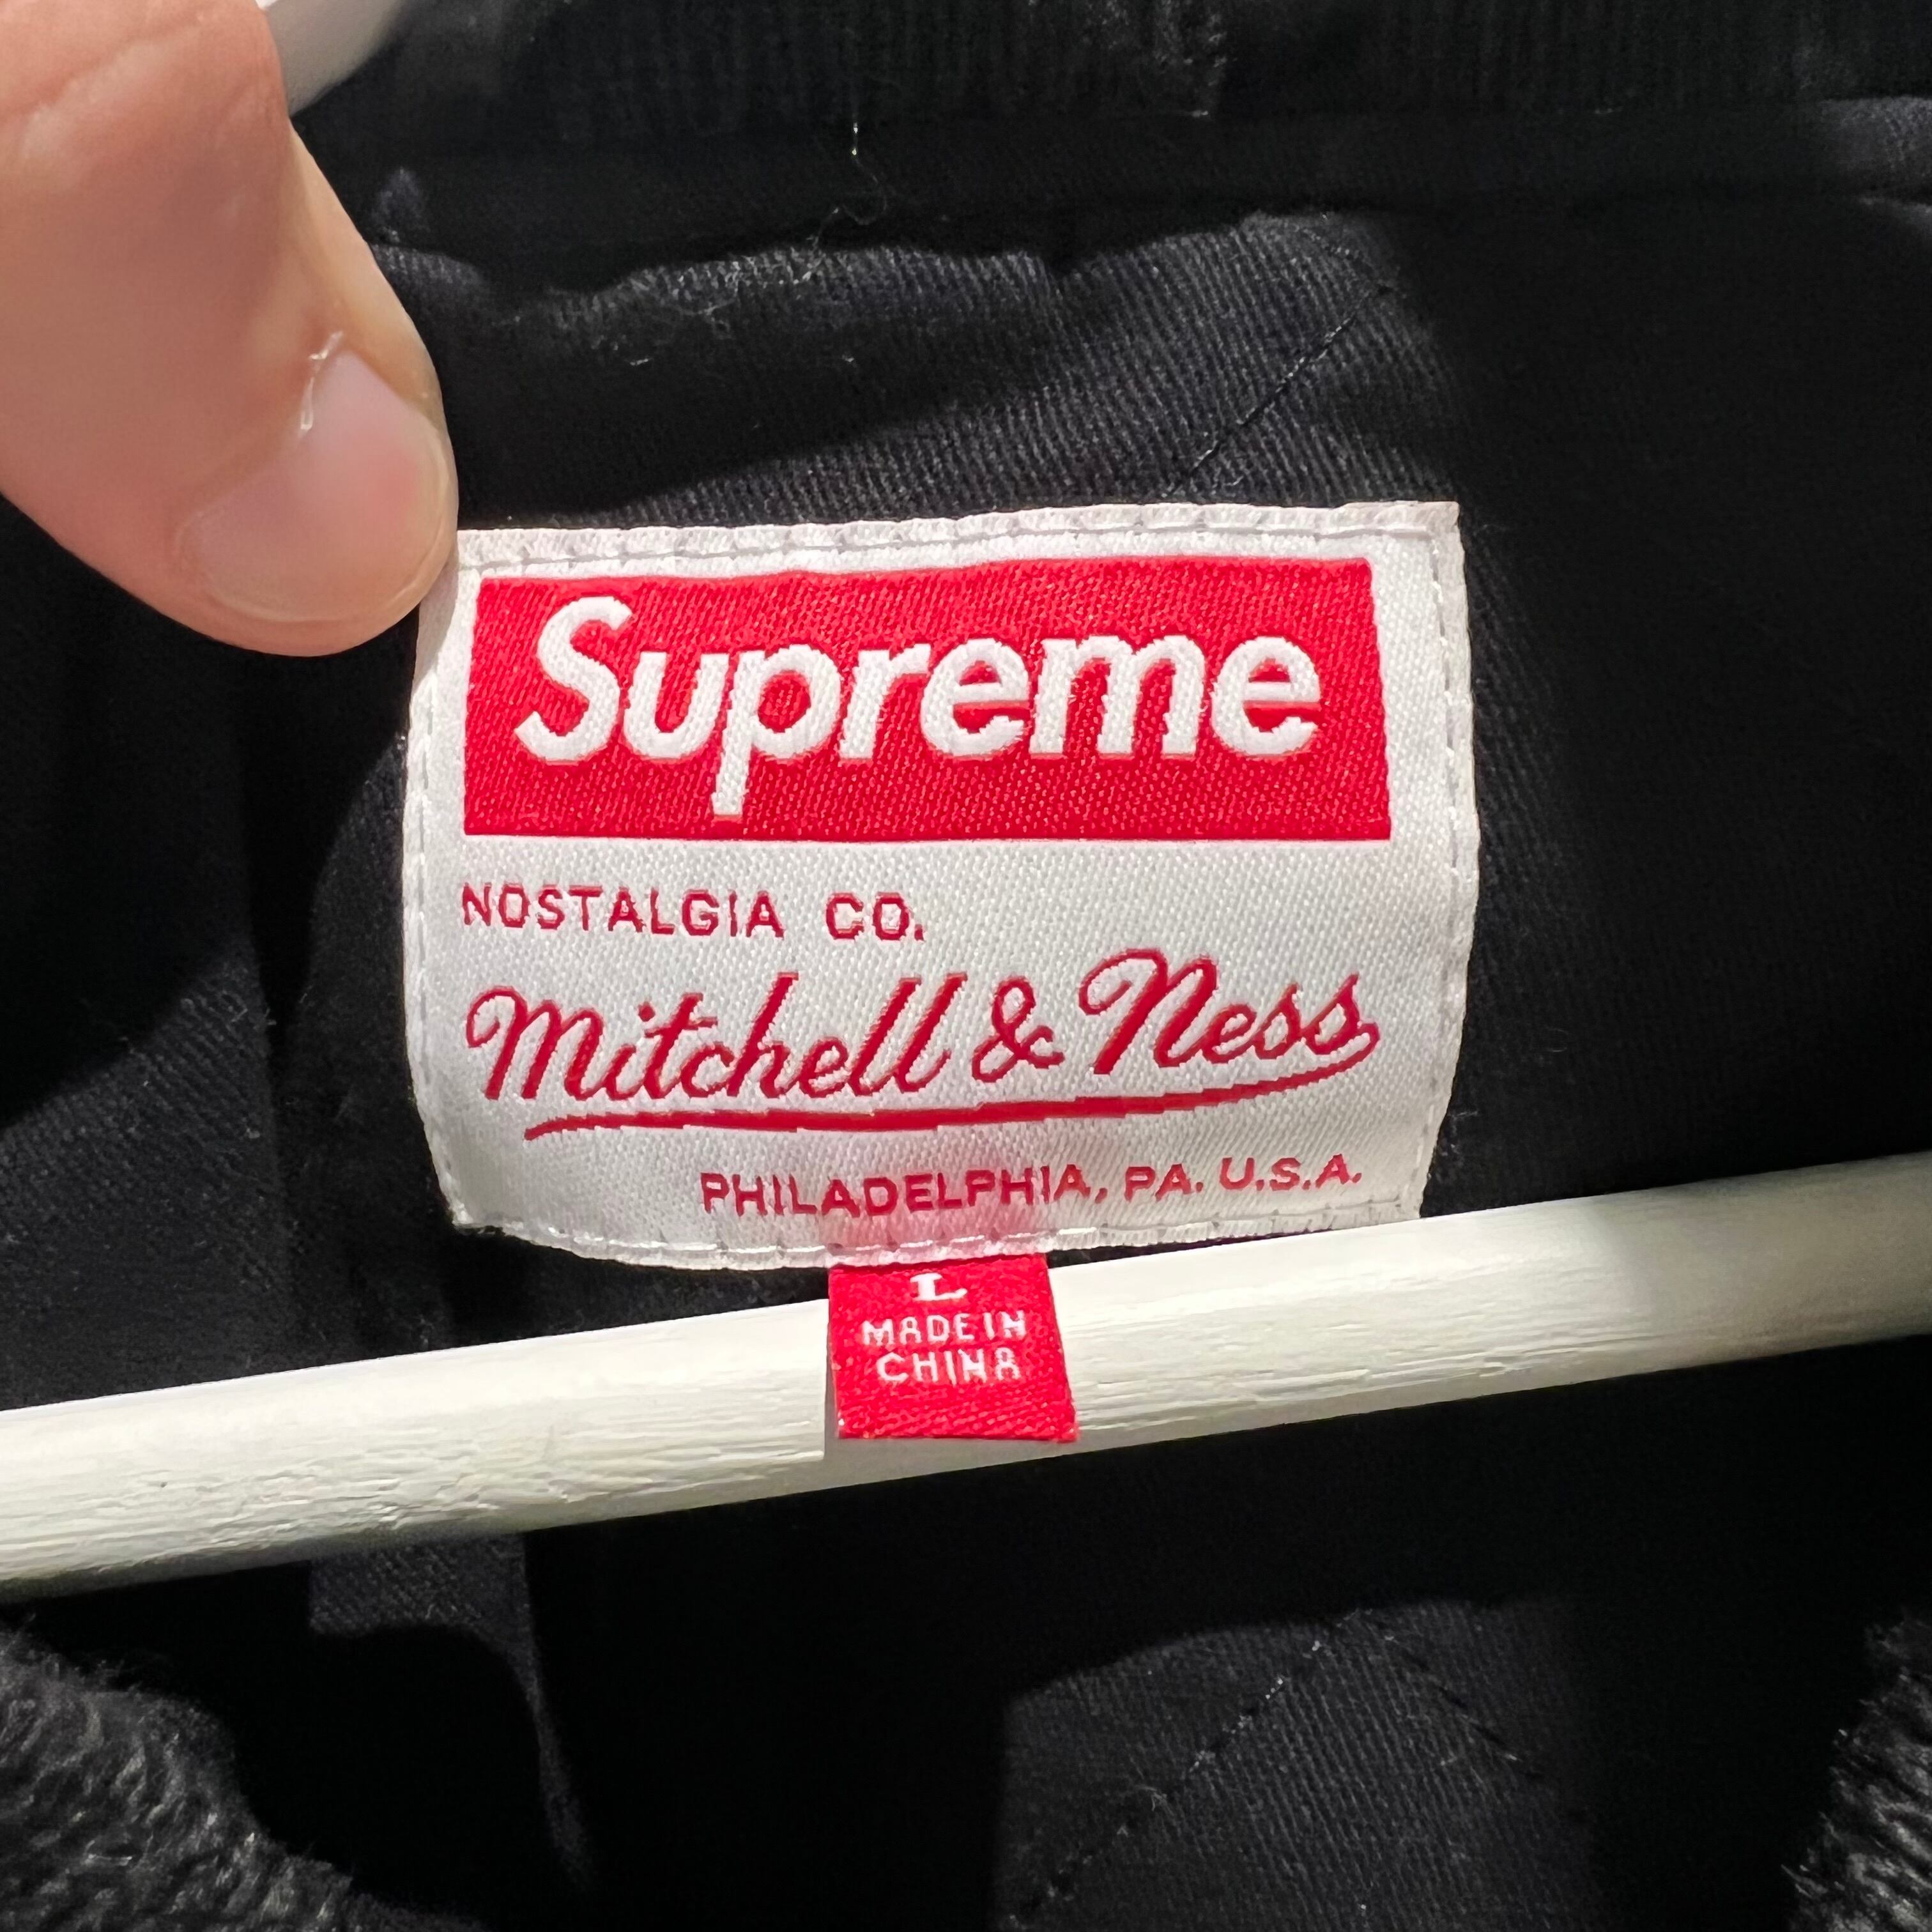 Supreme
NOSTALGIA CO.
Mitchell & Ness
PHILADELPHIA, PA. U.S.A.
L
MADE IN
CHINA